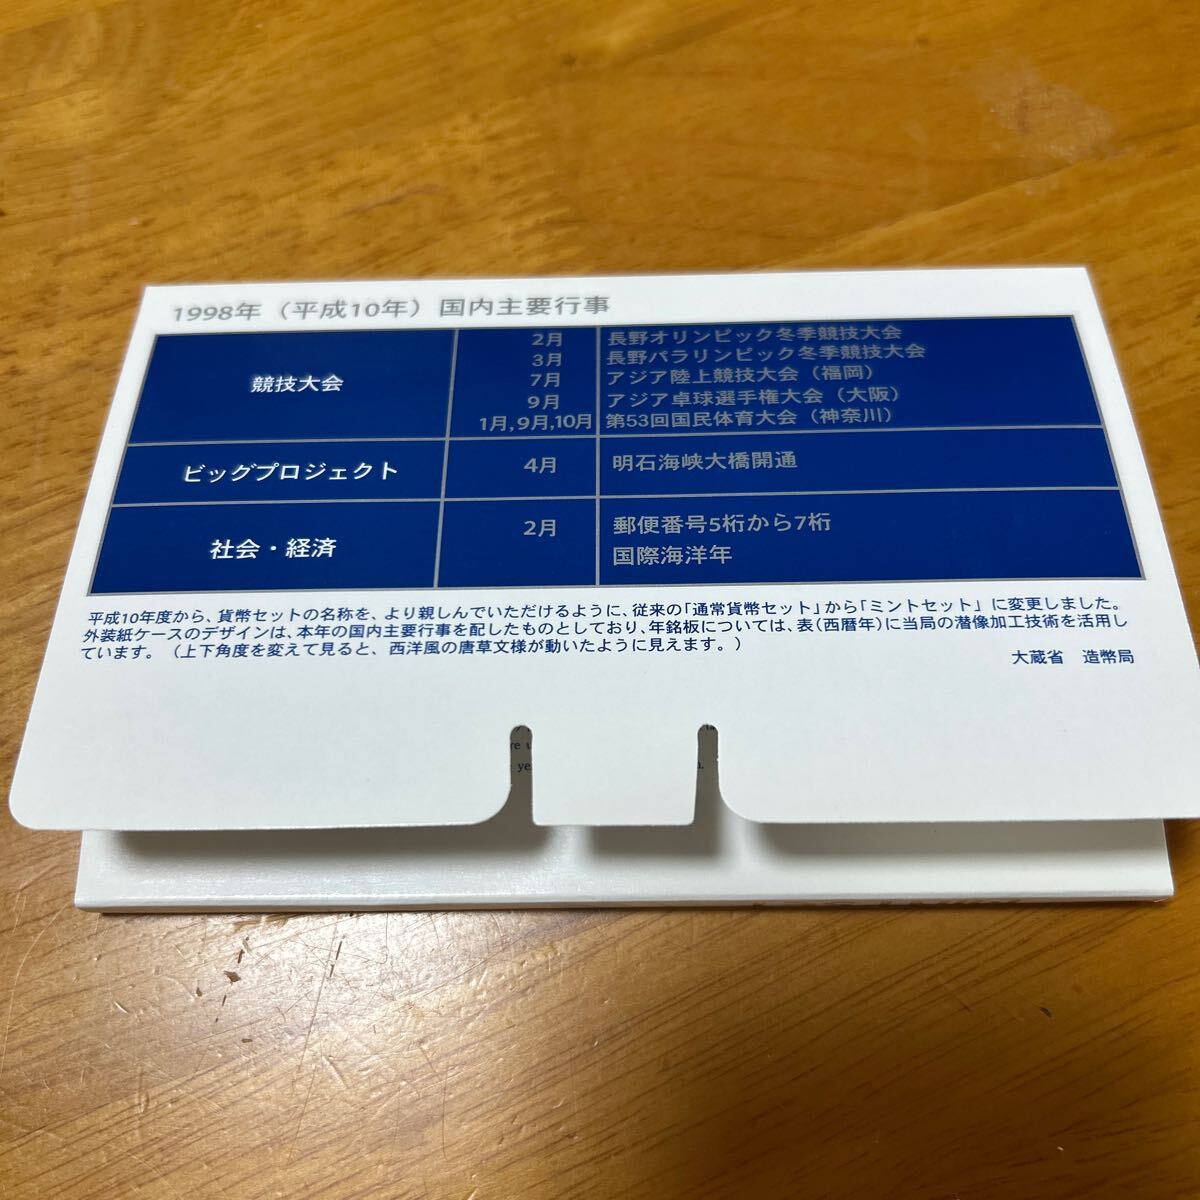 1998年（平成10年）国内主要行事
競技大会
2月 長野オリンピック冬季競技大会
3月 長野パラリンピック冬季競技大会
7月 アジア陸上競技大会（福岡）
9月 アジア卓球選手権大会（大阪）
1月,9月,10月 第53回国民体育大会（神奈川）
ビッグプロジェクト 4月 明石海峡大橋開通
社会・経済 2月 郵便番号5桁から7桁
国際海洋年
平成10年度から、貨幣セットの名称を、より親しんでいただけるように、従来の「通常貨幣セット」から「ミントセット」に変更しました。
外装紙ケースのデザインは、本年の国内主要行事を配したものとしており、年銘板については、表（西暦年）に当局の潜像加工技術を活用し
ています。（上下角度を変えて見ると、西洋風の唐草文様が動いたように見えます。）
大蔵省 造幣局